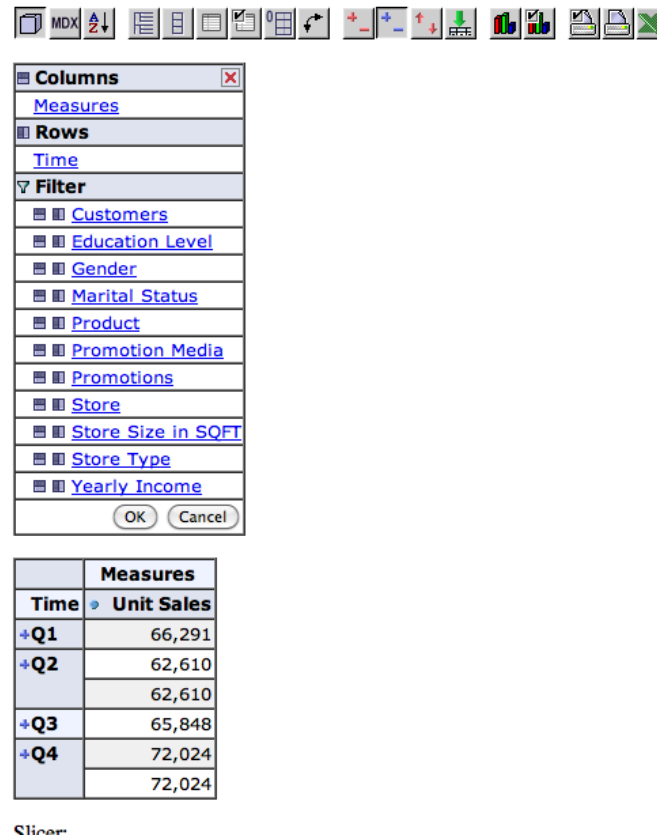 MDX A Z
Columns
Measures
Rows
Time
Filter
Customers
Education Level
Gender
Marital Status
Product
Promotion Media
Promotions
Store
Store Size in SQFT
Store Type
Yearly Income
OK Cancel
Measures
Time Unit Sales
+Q1 66,291
+Q2 62,610
62,610
+Q3 65,848
+Q4 72,024
72,024
Slicer: